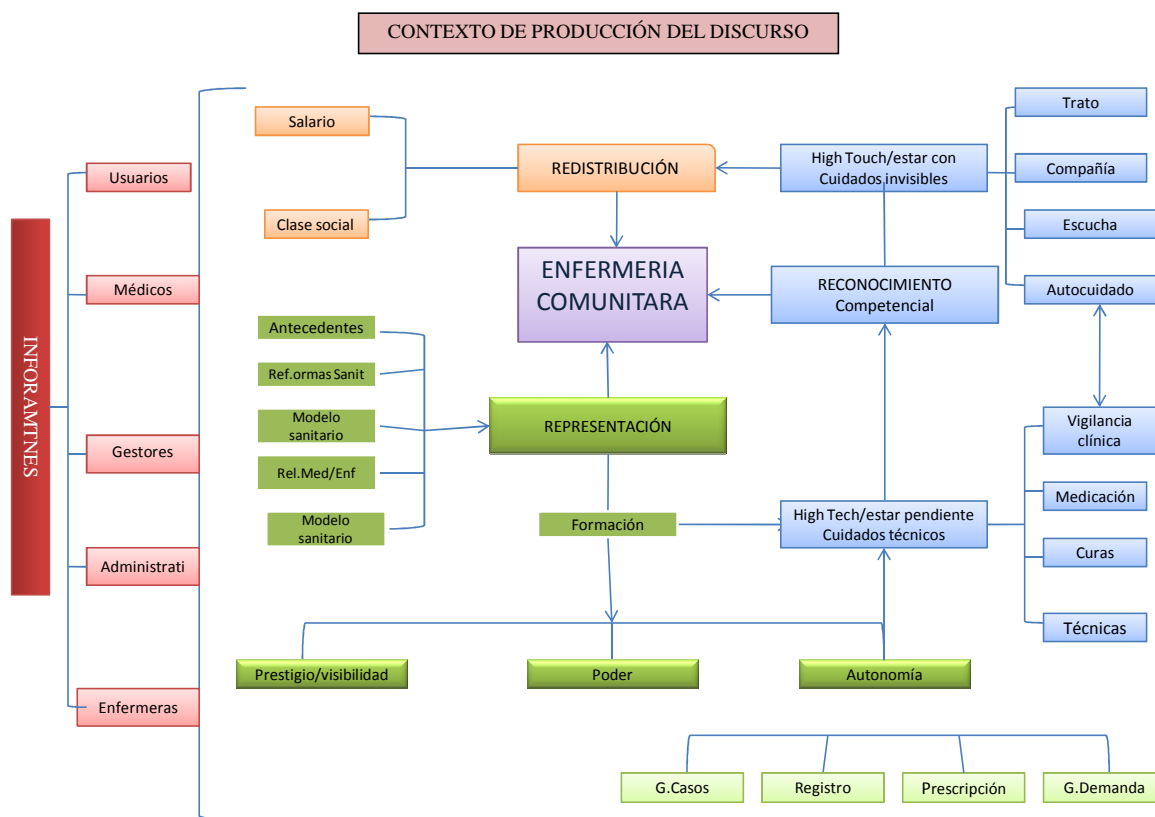 CONTEXTO DE PRODUCCIÓN DEL DISCURSO
INFORAMTNES
Usuarios
Médicos
Gestores
Administrati
Enfermeras
Salario
Clase social
REDISTRIBUCIÓN
High Touch/estar con
Cuidados invisibles
Trato
Compañía
Escucha
Autocuidado
ENFERMERIA
COMUNITARA
RECONOCIMIENTO
Competencial
Antecedentes
Ref.ormas Sanit
Modelo
sanitario
Rel.Med/Enf
Modelo
sanitario
REPRESENTACIÓN
Formación
High Tech/estar pendiente
Cuidados técnicos
Vigilancia
clínica
Medicación
Curas
Técnicas
Prestigio/visibilidad
Poder
Autonomía
G.Casos
Registro
Prescripción
G.Demanda